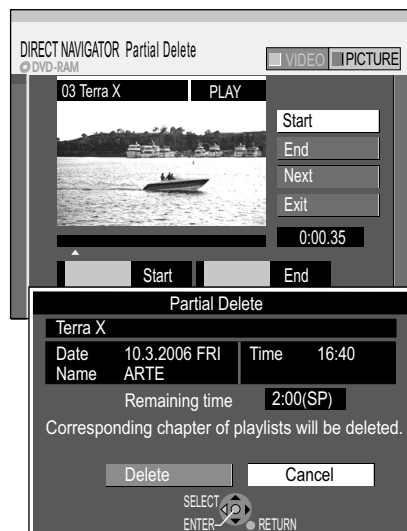 DIRECT NAVIGATOR Partial Delete
DVD-RAM
VIDEO PICTURE
03 Terra X PLAY
Start
End
Next
Exit
0:00.35
Start End
Partial Delete
Terra X
Date 10.3.2006 FRI Time 16:40
Name ARTE
Remaining time 2:00(SP)
Corresponding chapter of playlists will be deleted.
Delete Cancel
SELECT
ENTER RETURN